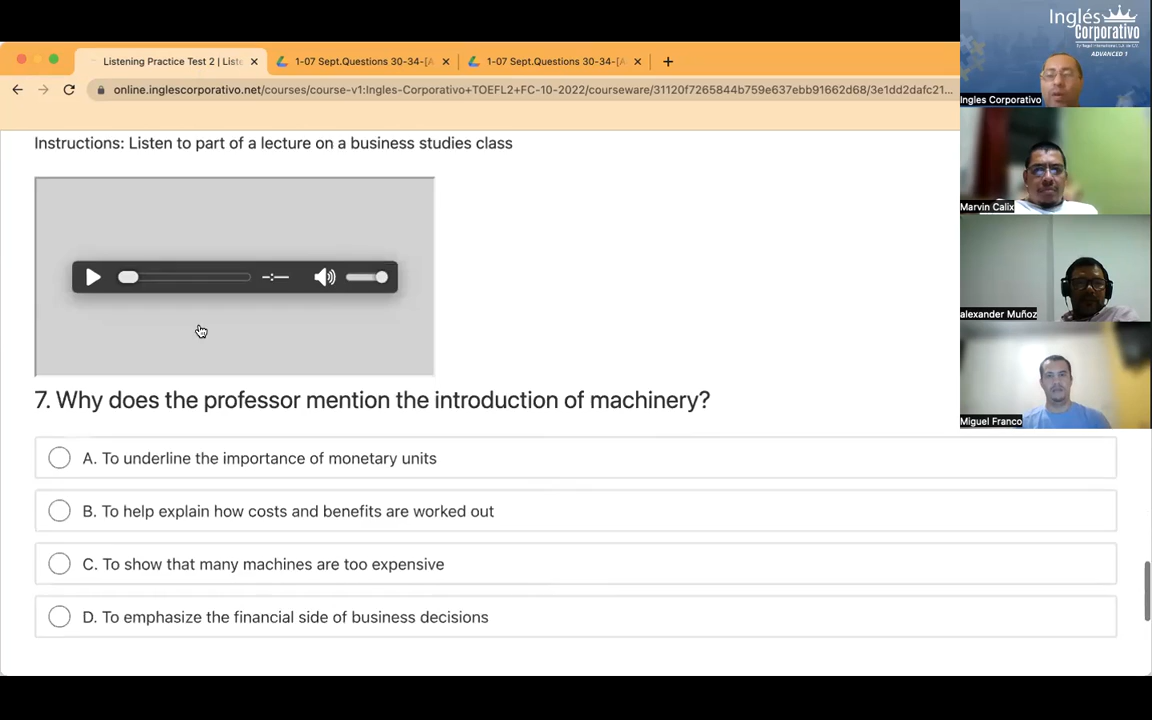 Listening Practice Test 2 | Liste
1-07 Sept.Questions 30-34-[A
1-07 Sept.Questions 30-34-[A
online.inglescorporativo.net/courses/course-v1:Ingles-Corporativo+TOEFL2+FC-10-2022/courseware/31120f7265844b759e637ebb91662d68/3e1dd2dafc21...
Instructions: Listen to part of a lecture on a business studies class
7. Why does the professor mention the introduction of machinery?
A. To underline the importance of monetary units
B. To help explain how costs and benefits are worked out
C. To show that many machines are too expensive
D. To emphasize the financial side of business decisions
Inglés
Corporativo
ADVANCED 1
Ingles Corporativo
Marvin Calix
alexander Muñoz
Miguel Franco